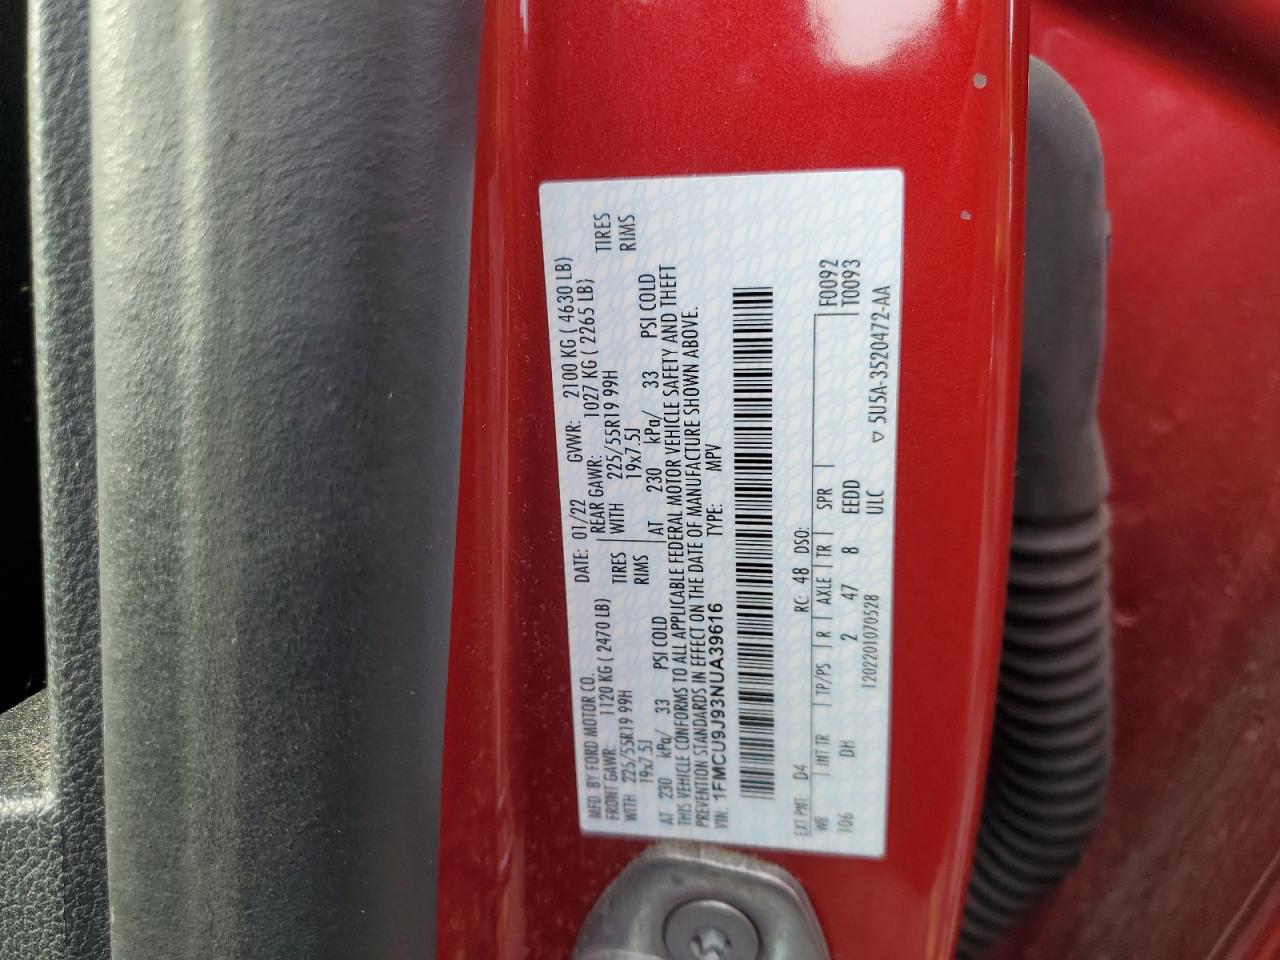 MFD. BY FORD MOTOR CO. DATE: 01/22 GVWR: 2100 KG ( 4630 LB)
FRONT GAWR: 1120 KG ( 2470 LB) REAR GAWR: 1027 KG ( 2265 LB)
WITH 225/55R19 99H TIRES WITH 225/55R19 99H TIRES
19x7.5J RIMS 19x7.5J RIMS
AT 230 kPa/ 33 PSI COLD AT 230 kPa/ 33 PSI COLD
THIS VEHICLE CONFORMS TO ALL APPLICABLE FEDERAL MOTOR VEHICLE SAFETY AND THEFT
PREVENTION STANDARDS IN EFFECT ON THE DATE OF MANUFACTURE SHOWN ABOVE.
VIN: 1FMCU9J93NUA39616 TYPE: MPV
EXT PNT: D4 RC: 48 DSO: F0092
WB INT TR TP/PS R AXLE TR SPR T0093
106 DH 2 47 8 EEDD
120220107052​8 ULC ▽ 5U5A-3520472-AA